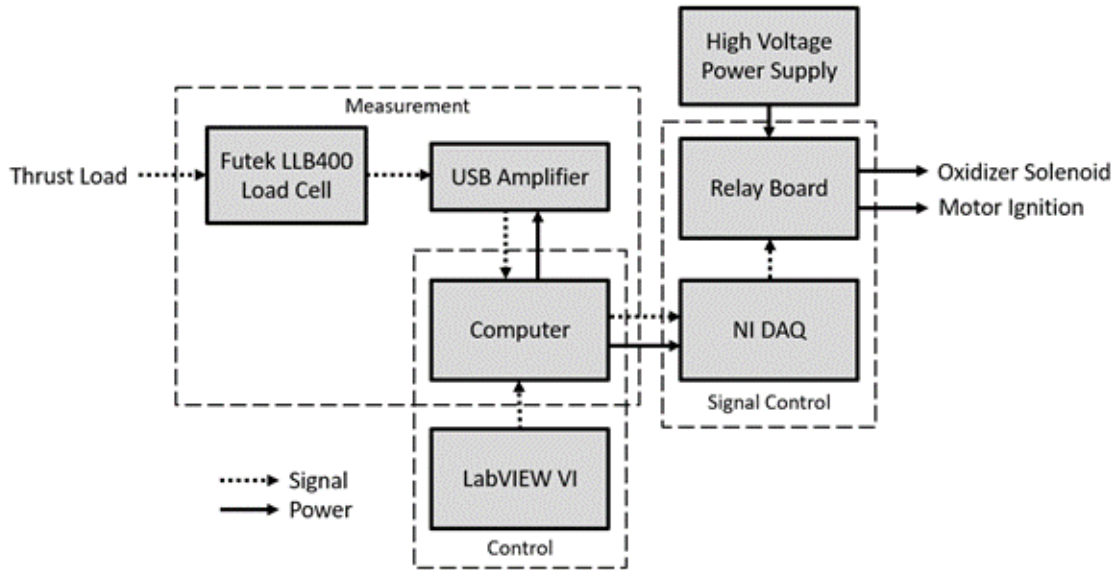 High Voltage
Power Supply
Measurement
Thrust Load
Futek LLB400
Load Cell
USB Amplifier
Relay Board
Oxidizer Solenoid
Motor Ignition
Computer
NI DAQ
Signal Control
LabVIEW VI
Signal
Power
Control